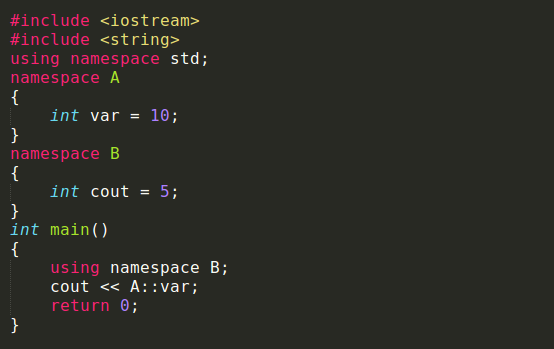 #include <iostream>
#include <string>
using namespace std;
namespace A
{
    int var = 10;
}
namespace B
{
    int cout = 5;
}
int main()
{
    using namespace B;
    cout << A::var;
    return 0;
}